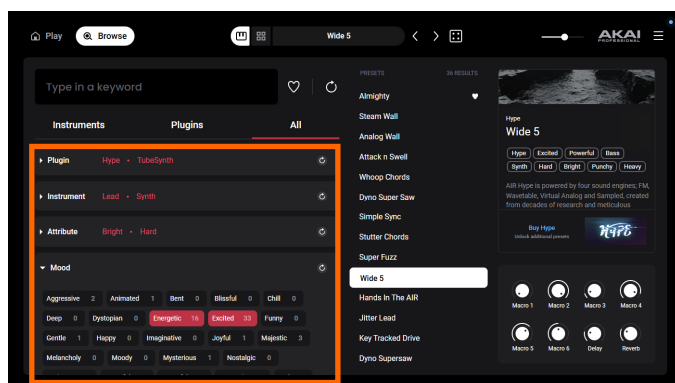 Play Browse Wide 5 AKAI
PROFESSIONAL
Type in a keyword
Instruments Plugins All
Plugin Hype • TubeSynth
Instrument Lead • Synth
Attribute Bright • Hard
Mood
Aggressive 2 Animated 1 Bent 0 Blissful 0 Chill 0
Deep 0 Dystopian 0 Energetic 16 Excited 33 Funny 0
Gentle 1 Happy 0 Imaginative 0 Joyful 1 Majestic 3
Melancholy 0 Moody 0 Mysterious 1 Nostalgic 0
PRESETS 36 RESULTS
Almighty
Steam Wall
Analog Wall
Attack n Swell
Whoop Chords
Dyno Super Saw
Simple Sync
Stutter Chords
Super Fuzz
Wide 5
Hands In The AIR
Jitter Lead
Key Tracked Drive
Dyno Supersaw
Hype
Wide 5
Hype Excited Powerful Bass
Synth Hard Bright Punchy Heavy
AIR Hype is powered by four sound engines; FM,
Wavetable, Virtual Analog and Sampled, created
from decades of research and meticulous
Buy Hype
Unlock additional presets
HYPE
Macro 1 Macro 2 Macro 3 Macro 4
Macro 5 Macro 6 Delay Reverb